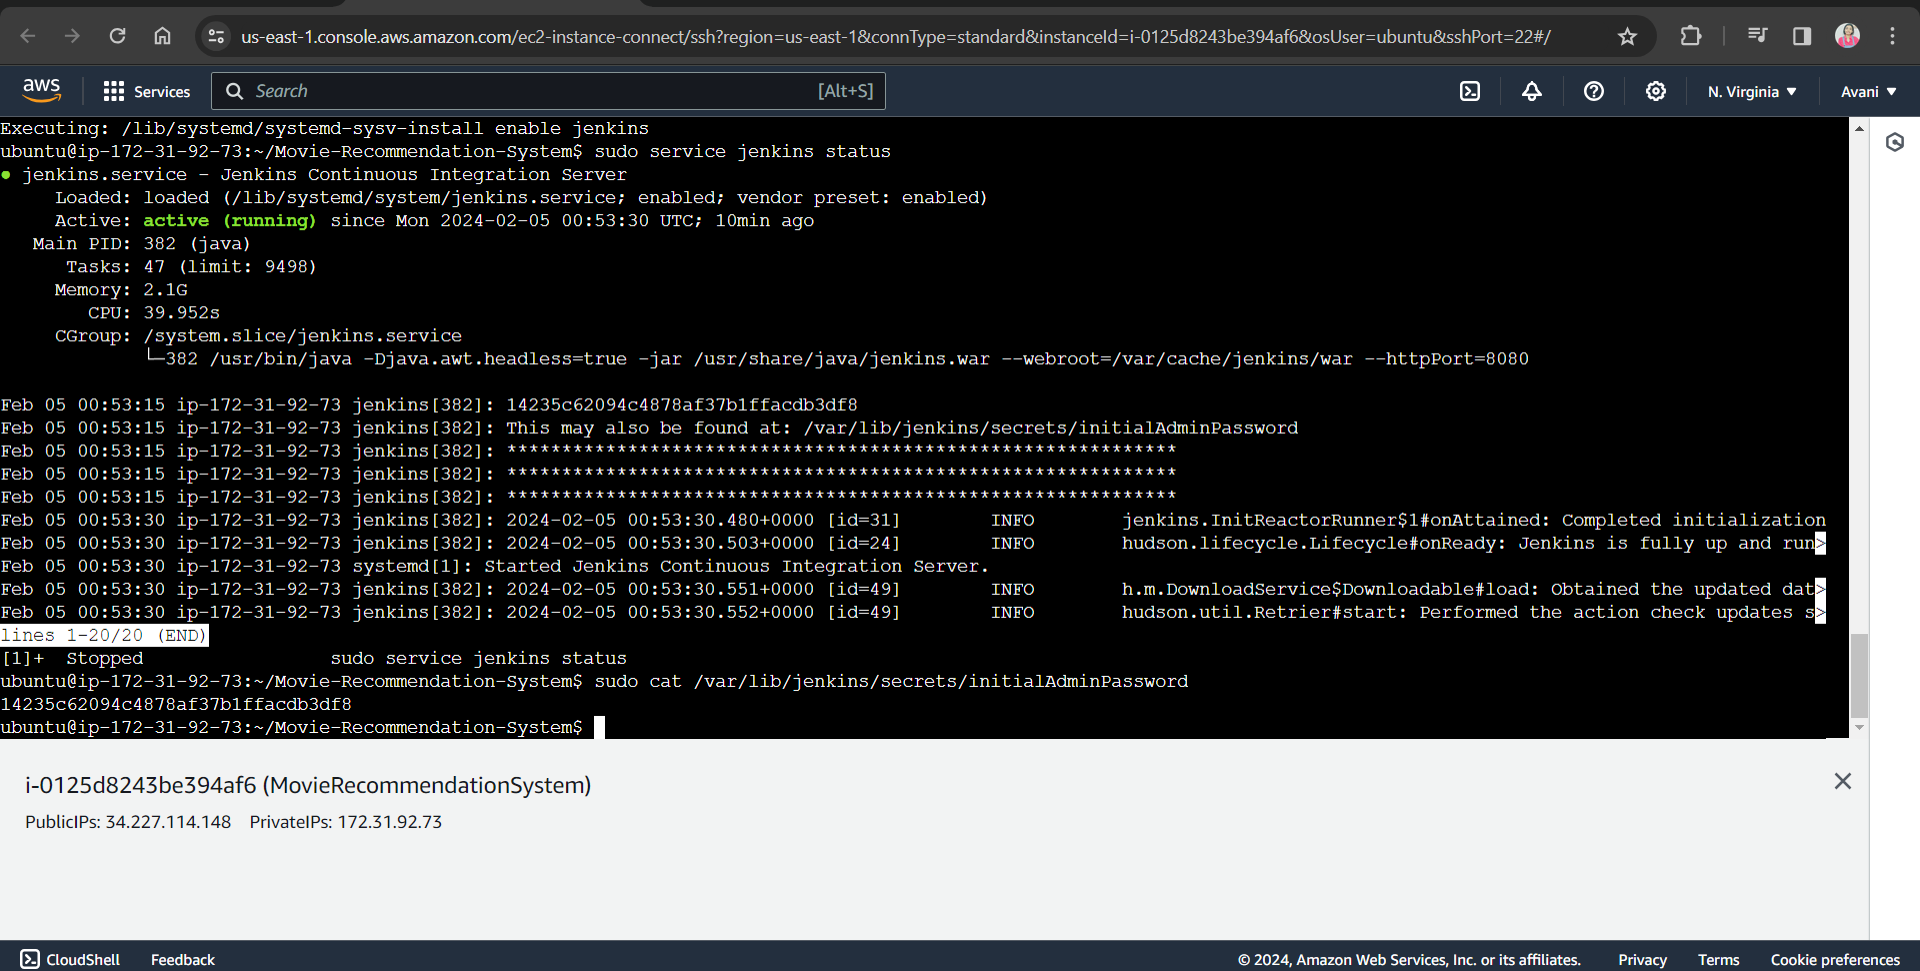 us-east-1.console.aws.amazon.com/ec2-instance-connect/ssh?region=us-east-1&connType=standard&instanceId=i-0125d8243be394af6&osUser=ubuntu&sshPort=22#/
aws Services Search [Alt+S] N. Virginia Avani
Executing: /lib/systemd/systemd-sysv-install enable jenkins
ubuntu@ip-172-31-92-73:~/Movie-Recommendation-System$ sudo service jenkins status
● jenkins.service - Jenkins Continuous Integration Server
Loaded: loaded (/lib/systemd/system/jenkins.service; enabled; vendor preset: enabled)
Active: active (running) since Mon 2024-02-05 00:53:30 UTC; 10min ago
Main PID: 382 (java)
Tasks: 47 (limit: 9498)
Memory: 2.1G
CPU: 39.952s
CGroup: /system.slice/jenkins.service
└─382 /usr/bin/java -Djava.awt.headless=true -jar /usr/share/java/jenkins.war --webroot=/var/cache/jenkins/war --httpPort=8080
Feb 05 00:53:15 ip-172-31-92-73 jenkins[382]: 14235c62094c4878af37b1ffacdb3df8
Feb 05 00:53:15 ip-172-31-92-73 jenkins[382]: This may also be found at: /var/lib/jenkins/secrets/initialAdminPassword
Feb 05 00:53:15 ip-172-31-92-73 jenkins[382]: *************************************************************
Feb 05 00:53:15 ip-172-31-92-73 jenkins[382]: *************************************************************
Feb 05 00:53:15 ip-172-31-92-73 jenkins[382]: *************************************************************
Feb 05 00:53:30 ip-172-31-92-73 jenkins[382]: 2024-02-05 00:53:30.480+0000 [id=31] INFO jenkins.InitReactorRunner$1#onAttained: Completed initialization
Feb 05 00:53:30 ip-172-31-92-73 jenkins[382]: 2024-02-05 00:53:30.503+0000 [id=24] INFO hudson.lifecycle.Lifecycle#onReady: Jenkins is fully up and run>
Feb 05 00:53:30 ip-172-31-92-73 systemd[1]: Started Jenkins Continuous Integration Server.
Feb 05 00:53:30 ip-172-31-92-73 jenkins[382]: 2024-02-05 00:53:30.551+0000 [id=49] INFO h.m.DownloadService$Downloadable#load: Obtained the updated dat>
Feb 05 00:53:30 ip-172-31-92-73 jenkins[382]: 2024-02-05 00:53:30.552+0000 [id=49] INFO hudson.util.Retrier#start: Performed the action check updates s>
lines 1-20/20 (END)
[1]+ Stopped sudo service jenkins status
ubuntu@ip-172-31-92-73:~/Movie-Recommendation-System$ sudo cat /var/lib/jenkins/secrets/initialAdminPassword
14235c62094c4878af37b1ffacdb3df8
ubuntu@ip-172-31-92-73:~/Movie-Recommendation-System$
i-0125d8243be394af6 (MovieRecommendationSystem)
PublicIPs: 34.227.114.148 PrivateIPs: 172.31.92.73
CloudShell Feedback © 2024, Amazon Web Services, Inc. or its affiliates. Privacy Terms Cookie preferences